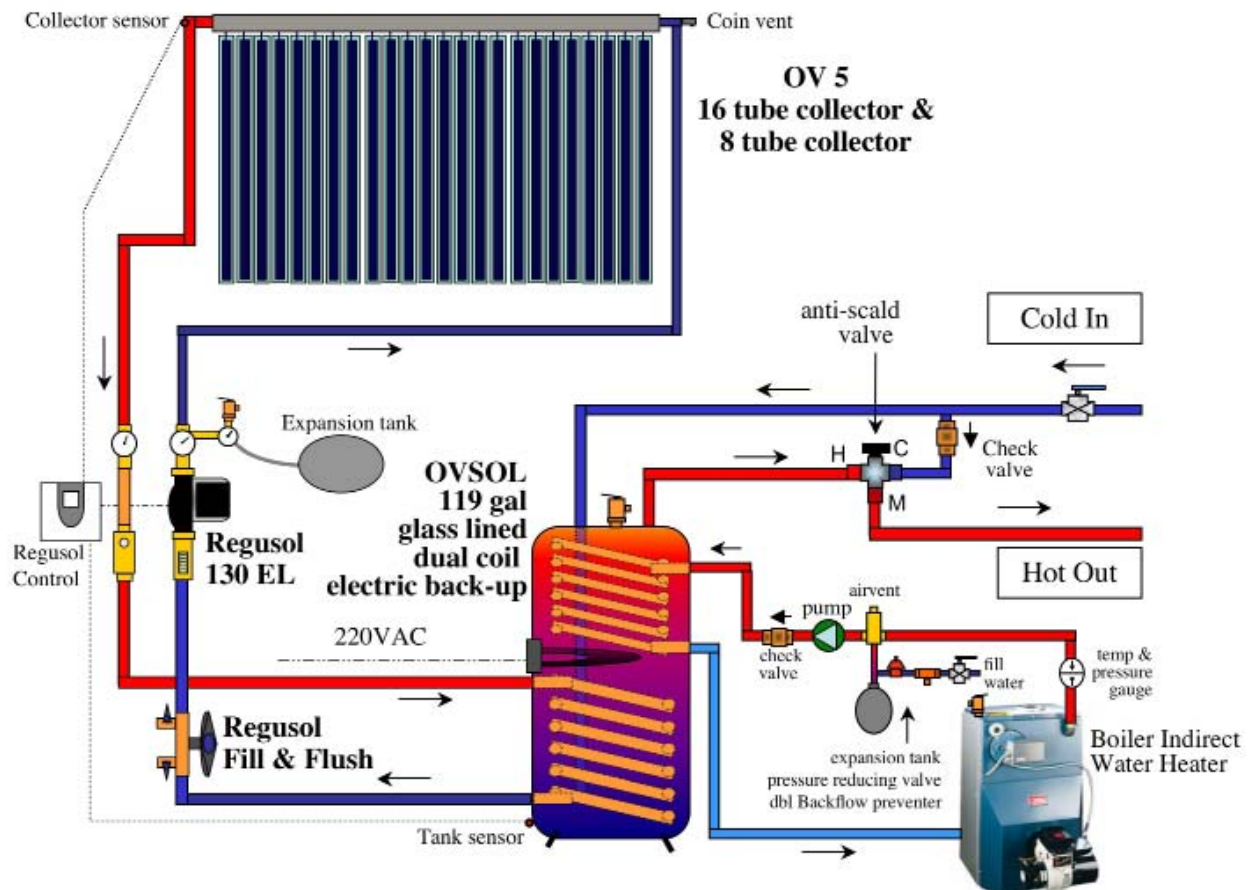 Collector sensor
Coin vent
OV 5
16 tube collector &
8 tube collector
anti-scald
valve
Cold In
Expansion tank
H
C
M
Check
valve
OVSOL
119 gal
glass lined
dual coil
electric back-up
Regusol
Control
Regusol
130 EL
Hot Out
airvent
pump
220VAC
check
valve
fill
water
temp &
pressure
gauge
Regusol
Fill & Flush
Boiler Indirect
Water Heater
expansion tank
pressure reducing valve
dbl Backflow preventer
Tank sensor